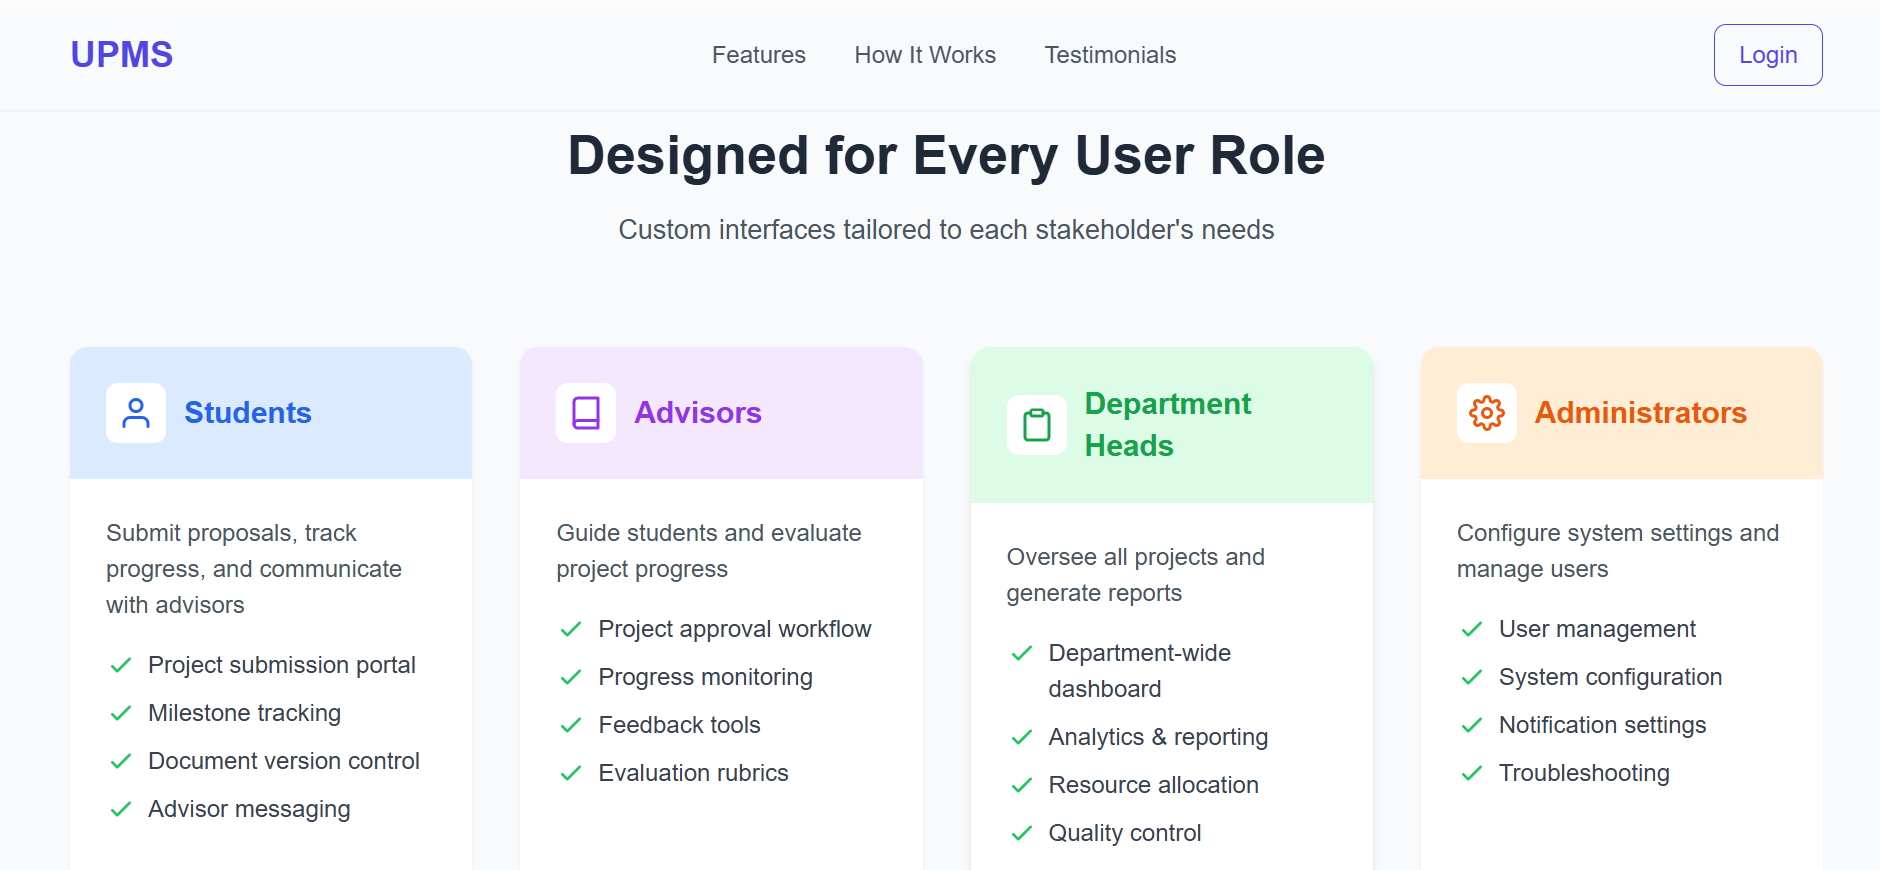 UPMS
Features
How It Works
Testimonials
Login
Designed for Every User Role
Custom interfaces tailored to each stakeholder's needs
Students
Submit proposals, track
progress, and communicate
with advisors
Project submission portal
Milestone tracking
Document version control
Advisor messaging
Advisors
Guide students and evaluate
project progress
Project approval workflow
Progress monitoring
Feedback tools
Evaluation rubrics
Department
Heads
Oversee all projects and
generate reports
Department-wide
dashboard
Analytics & reporting
Resource allocation
Quality control
Administrators
Configure system settings and
manage users
User management
System configuration
Notification settings
Troubleshooting